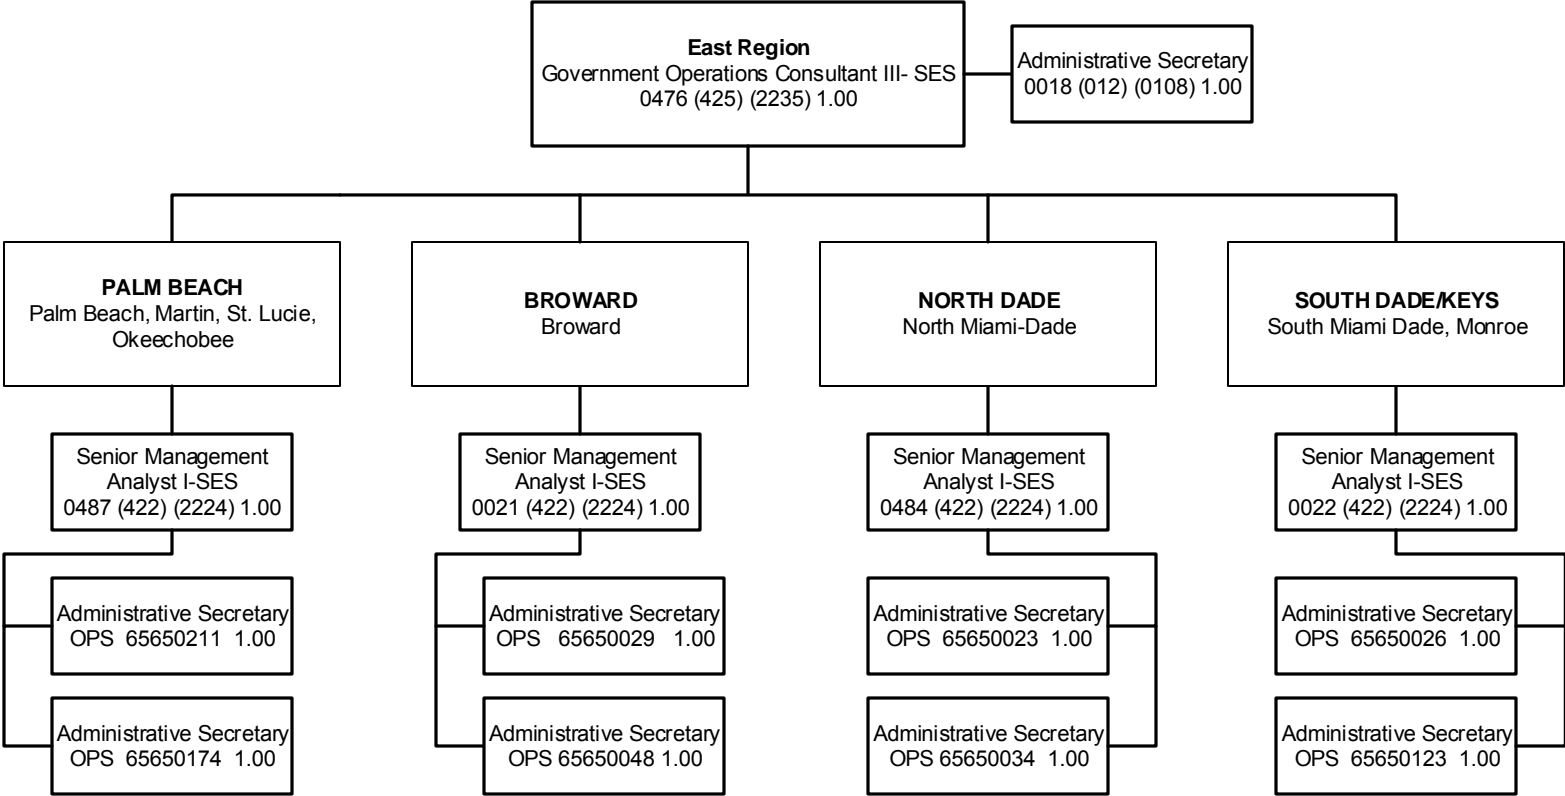 East Region
Government Operations Consultant III- SES
0476 (425) (2235) 1.00
Administrative Secretary
0018 (012) (0108) 1.00
PALM BEACH
Palm Beach, Martin, St. Lucie,
Okeechobee
BROWARD
Broward
NORTH DADE
North Miami-Dade
SOUTH DADE/KEYS
South Miami Dade, Monroe
Senior Management
Analyst I-SES
0487 (422) (2224) 1.00
Senior Management
Analyst I-SES
0021 (422) (2224) 1.00
Senior Management
Analyst I-SES
0484 (422) (2224) 1.00
Senior Management
Analyst I-SES
0022 (422) (2224) 1.00
Administrative Secretary
OPS 65650211 1.00
Administrative Secretary
OPS 65650029 1.00
Administrative Secretary
OPS 65650023 1.00
Administrative Secretary
OPS 65650026 1.00
Administrative Secretary
OPS 65650174 1.00
Administrative Secretary
OPS 65650048 1.00
Administrative Secretary
OPS 65650034 1.00
Administrative Secretary
OPS 65650123 1.00